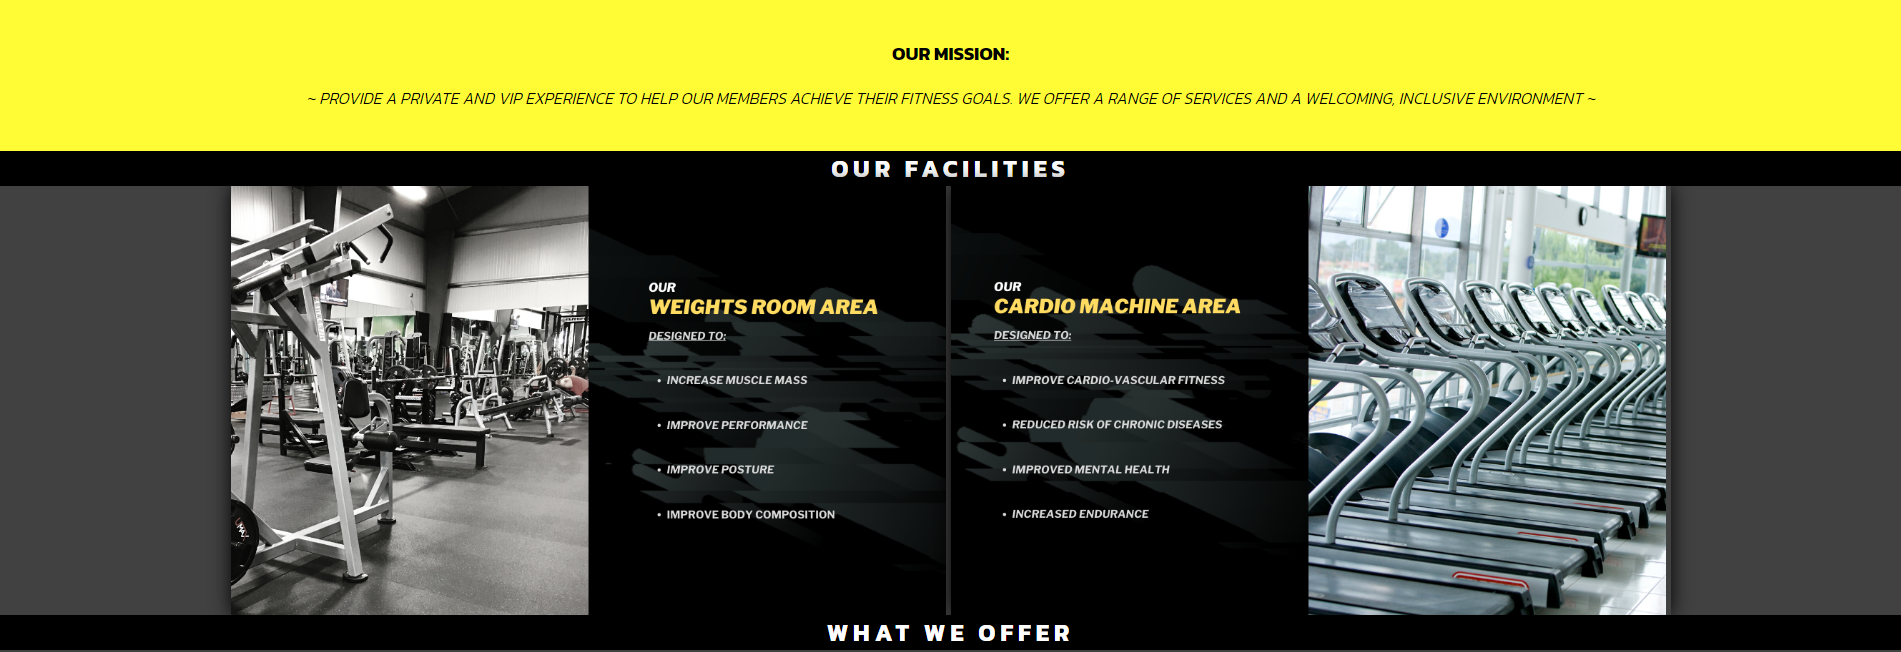 OUR MISSION:
~ PROVIDE A PRIVATE AND VIP EXPERIENCE TO HELP OUR MEMBERS ACHIEVE THEIR FITNESS GOALS. WE OFFER A RANGE OF SERVICES AND A WELCOMING, INCLUSIVE ENVIRONMENT ~
OUR FACILITIES
OUR
WEIGHTS ROOM AREA
DESIGNED TO:
• INCREASE MUSCLE MASS
• IMPROVE PERFORMANCE
• IMPROVE POSTURE
• IMPROVE BODY COMPOSITION
OUR
CARDIO MACHINE AREA
DESIGNED TO:
• IMPROVE CARDIO-VASCULAR FITNESS
• REDUCED RISK OF CHRONIC DISEASES
• IMPROVED MENTAL HEALTH
• INCREASED ENDURANCE
WHAT WE OFFER